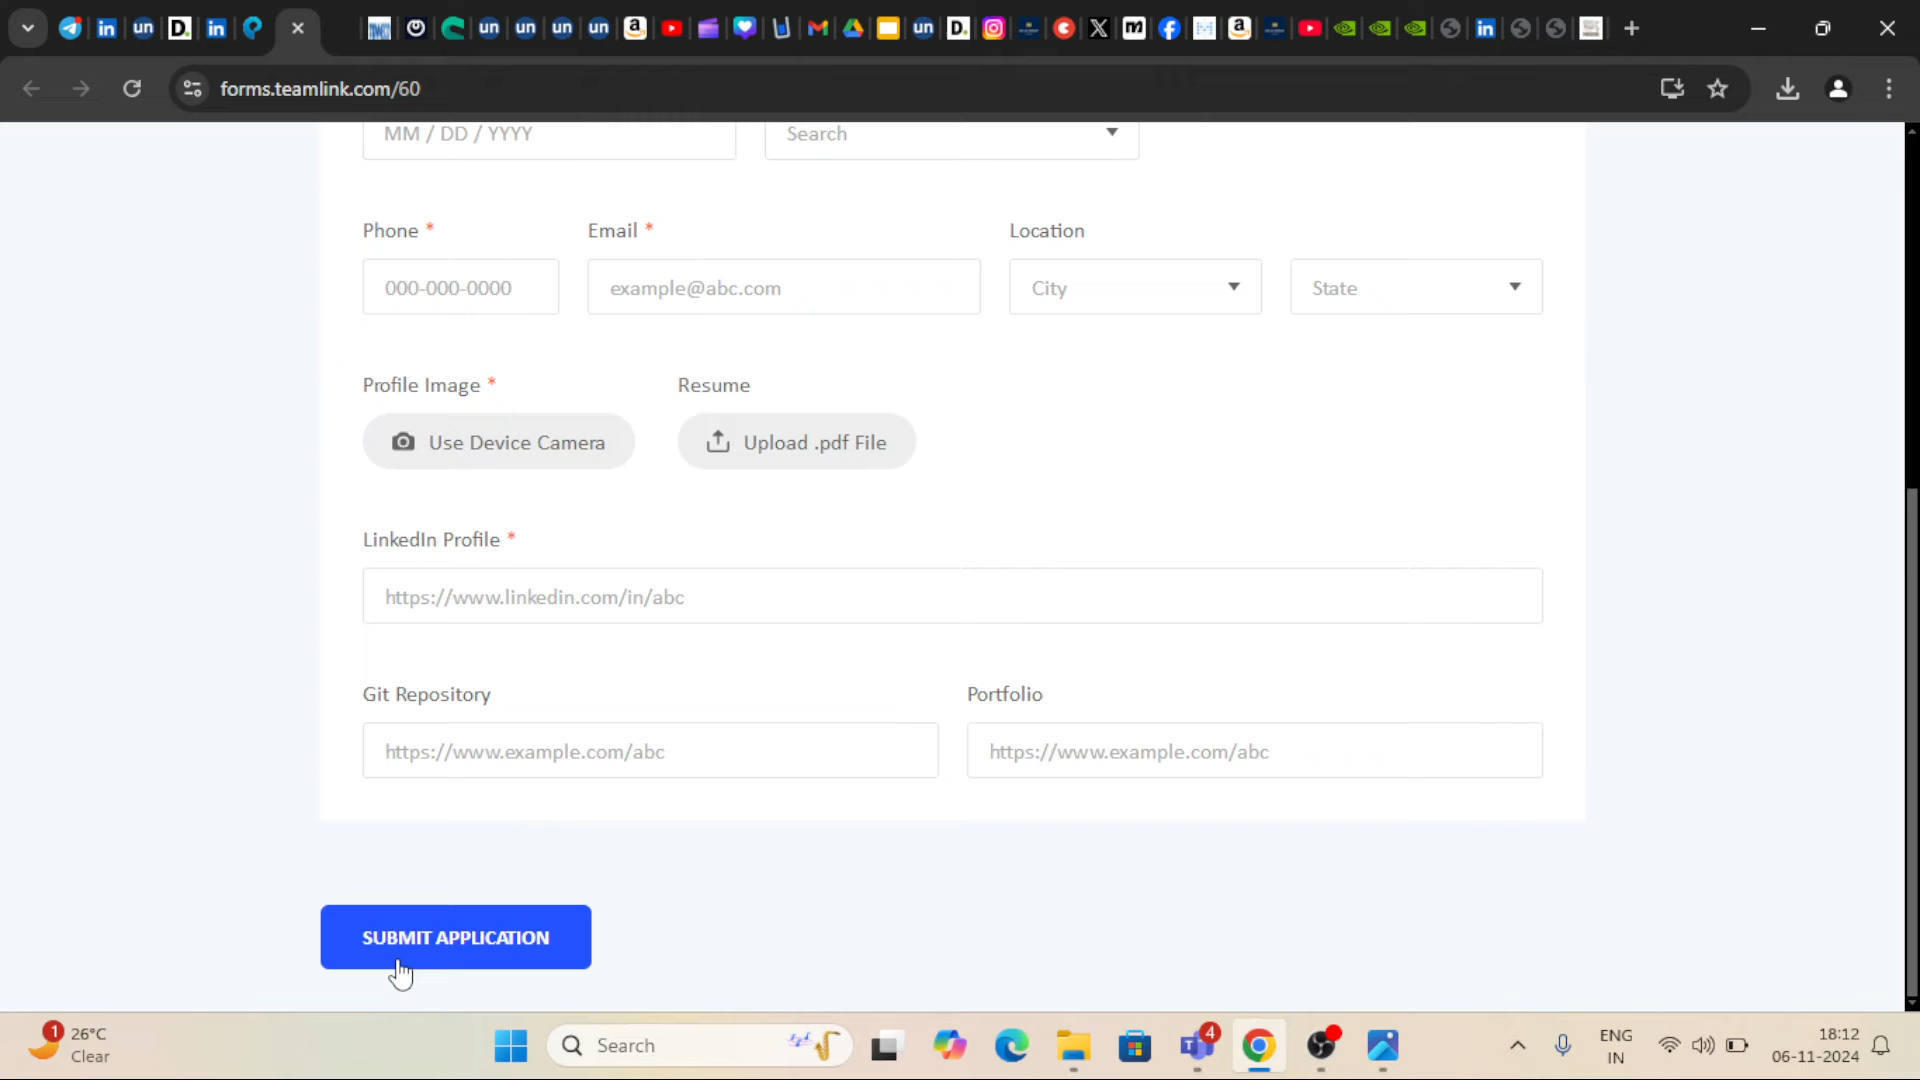 forms.teamlink.com/60
MM / DD / YYYY
Search
Phone *
Email *
Location
000-000-0000
example@abc.com
City
State
Profile Image *
Resume
Use Device Camera
Upload .pdf File
LinkedIn Profile *
https://www.linkedin.com/in/abc
Git Repository
Portfolio
https://www.example.com/abc
https://www.example.com/abc
SUBMIT APPLICATION
1
26°C
Clear
Search
4
ENG
IN
18:12
06-11-2024